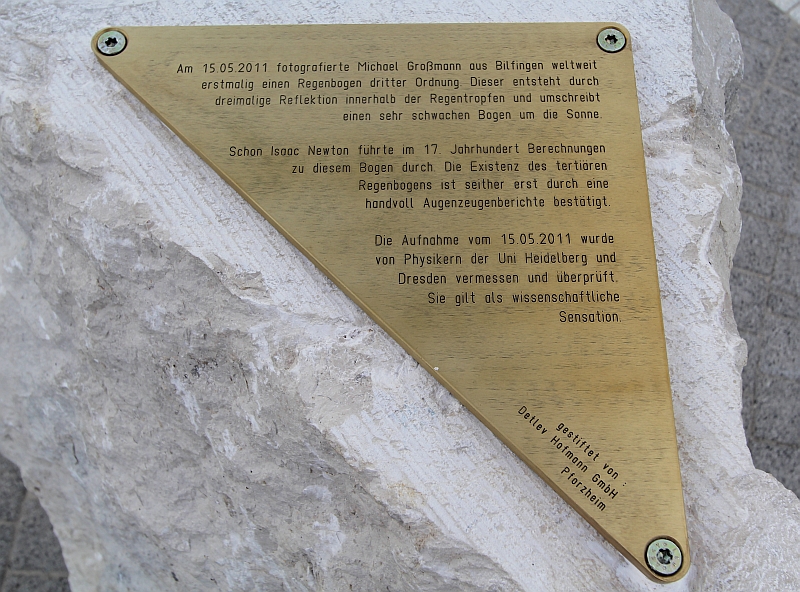 Am 15.05.2011 fotografierte Michael Großmann aus Bilfingen weltweit
erstmalig einen Regenbogen dritter Ordnung. Dieser entsteht durch
dreimalige Reflektion innerhalb der Regentropfen und umschreibt
einen sehr schwachen Bogen um die Sonne.
Schon Isaac Newton führte im 17. Jahrhundert Berechnungen
zu diesem Bogen durch. Die Existenz des tertiären
Regenbogens ist seither erst durch eine
handvoll Augenzeugenberichte bestätigt.
Die Aufnahme vom 15.05.2011 wurde
von Physikern der Uni Heidelberg und
Dresden vermessen und überprüft,
Sie gilt als wissenschaftliche
Sensation.
gestiftet von :
Detlev Hofmann GmbH
Pforzheim